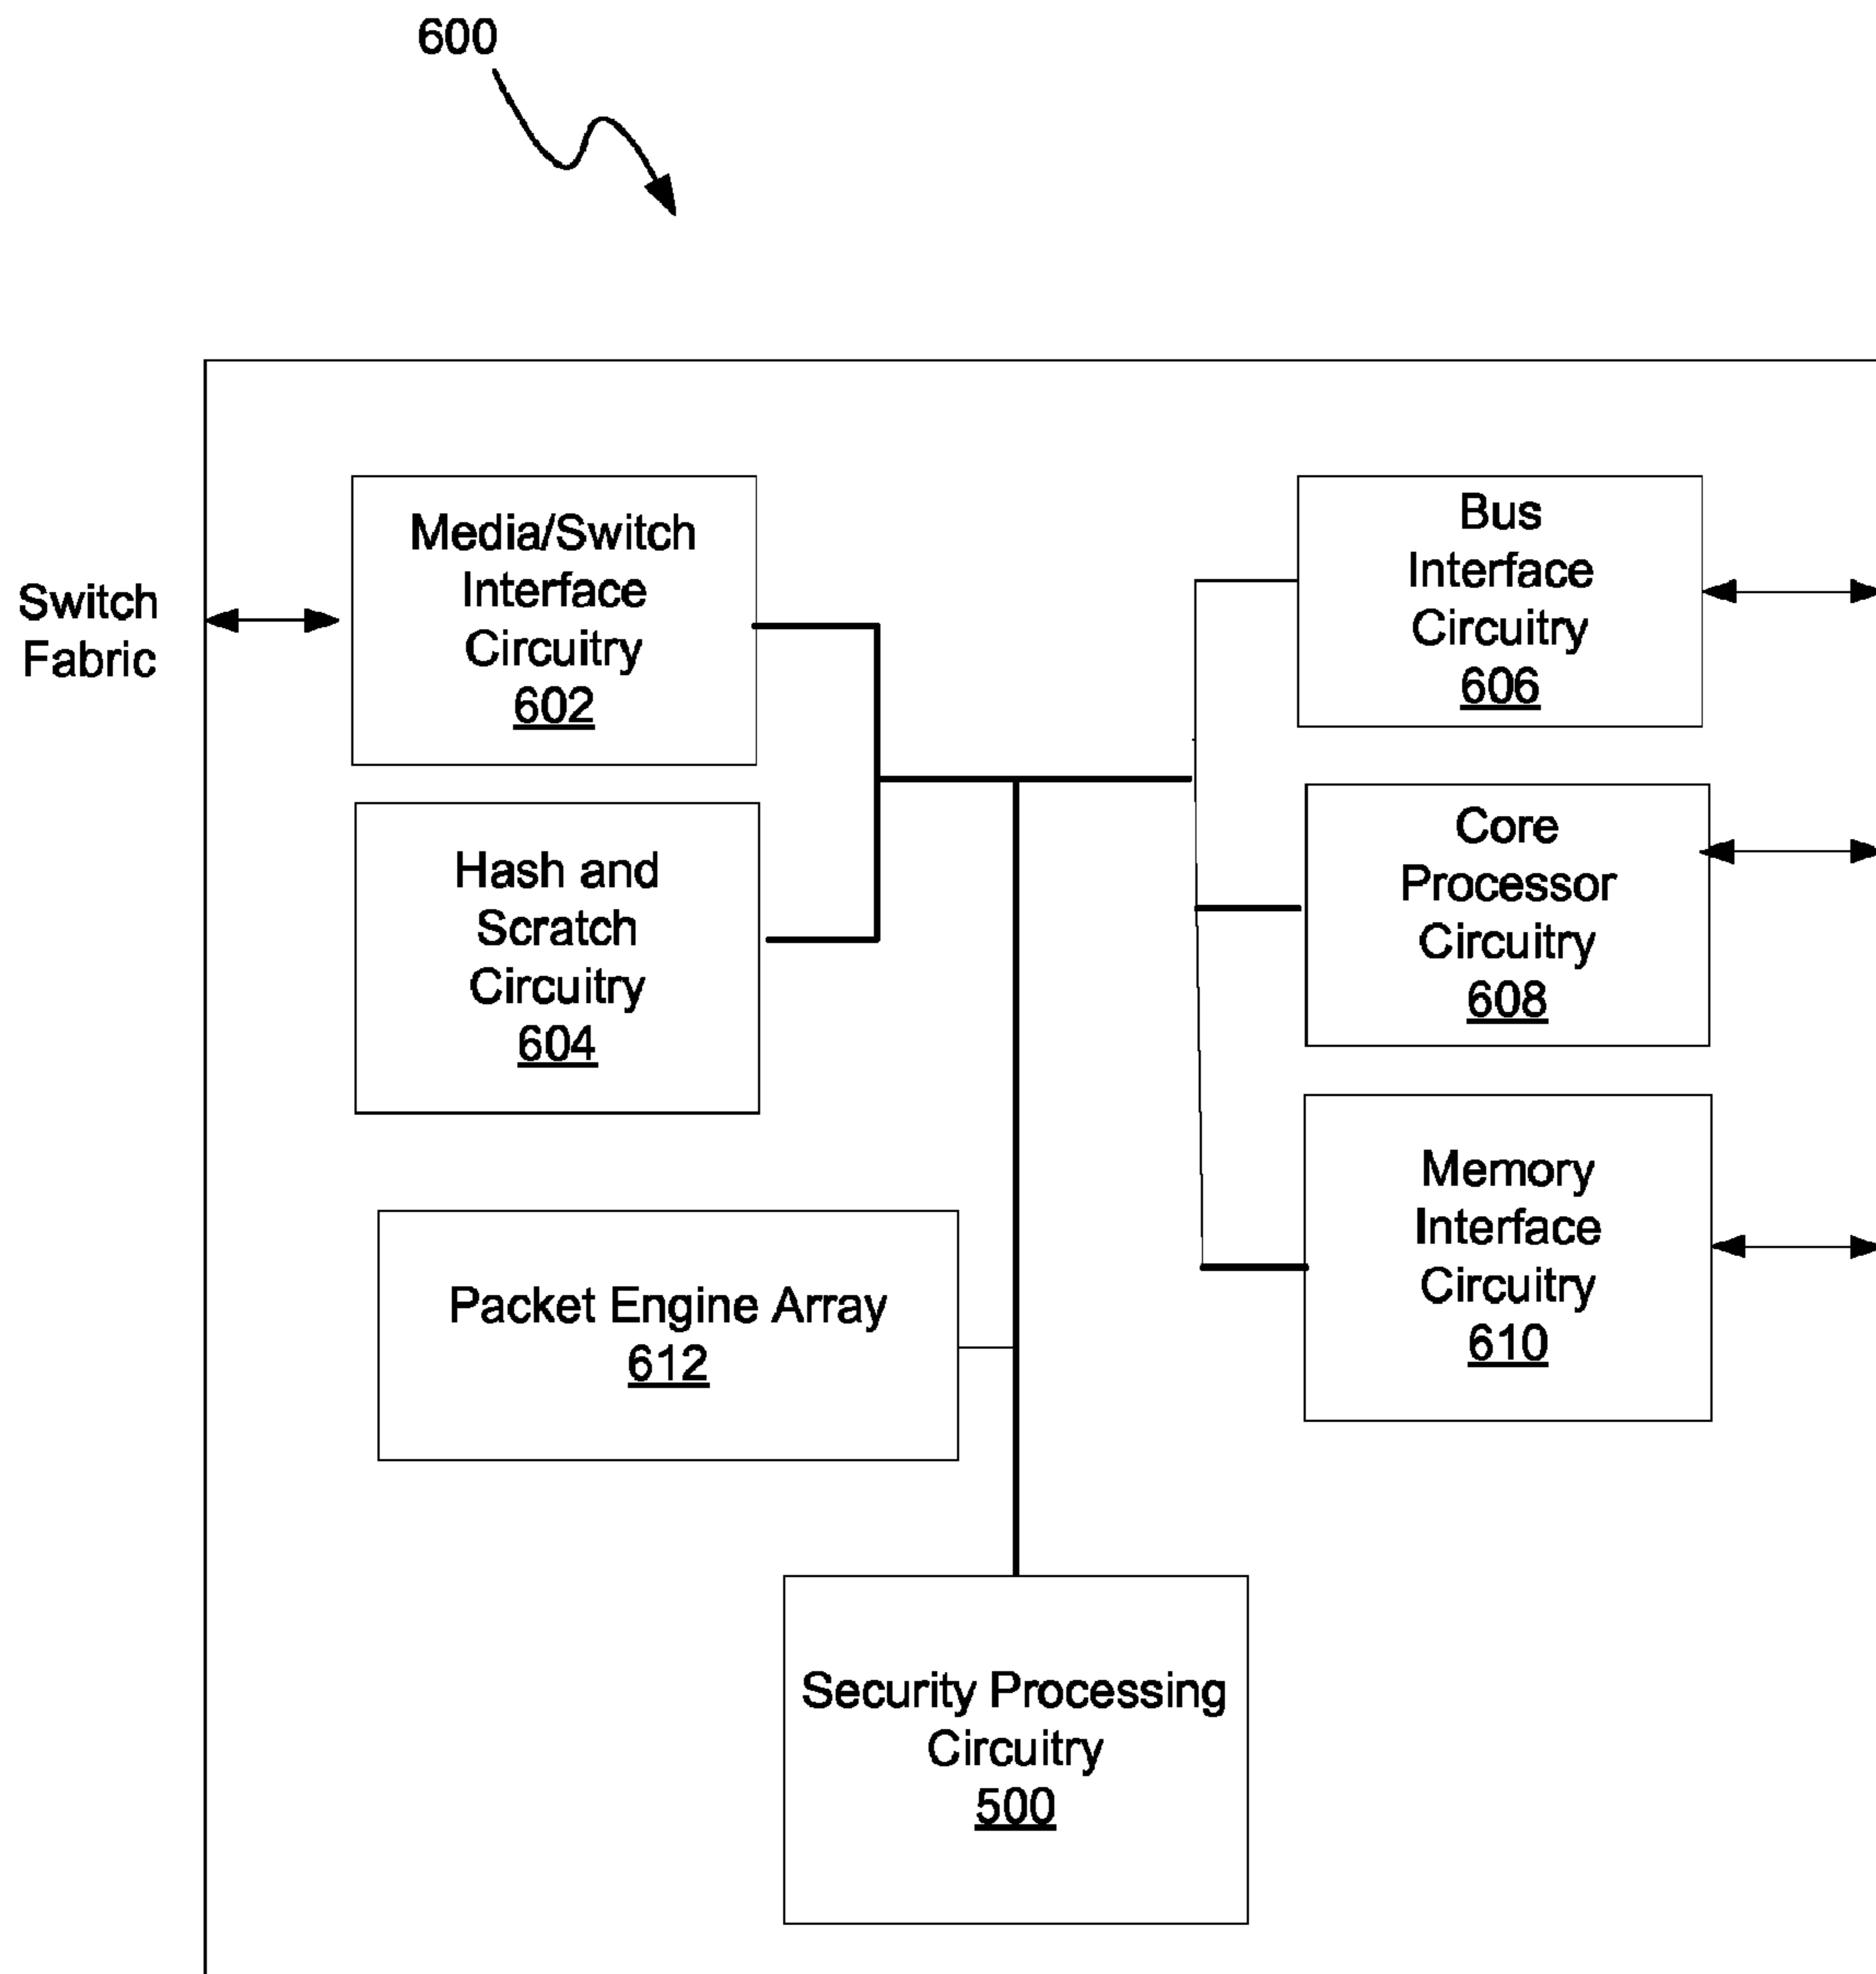 600
Switch
Fabric
Media/Switch
Interface
Circuitry
602
Hash and
Scratch
Circuitry
604
Packet Engine Array
612
Security Processing
Circuitry
500
Bus
Interface
Circuitry
606
Core
Processor
Circuitry
608
Memory
Interface
Circuitry
610